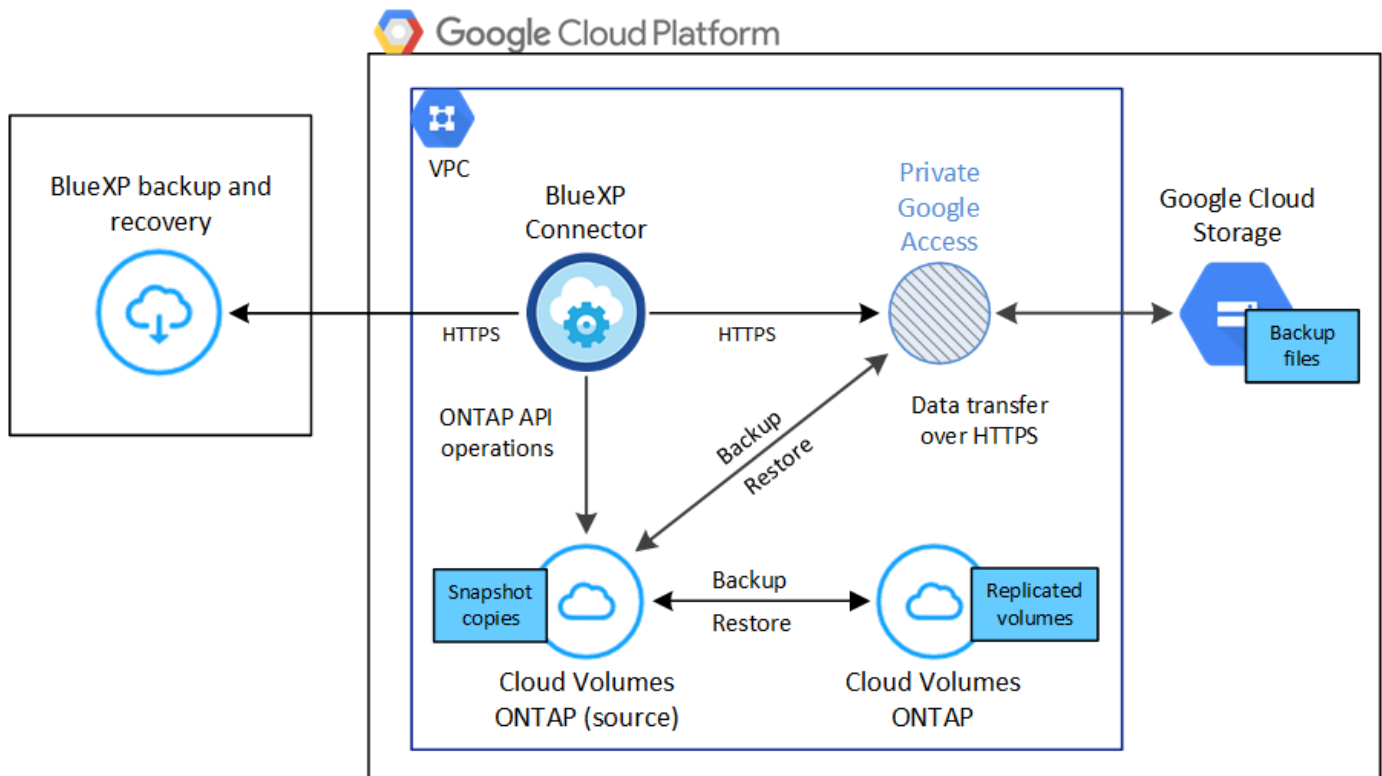 Google Cloud Platform
VPC
BlueXP backup and
recovery
BlueXP
Connector
Private
Google
Access
Google Cloud
Storage
Backup
files
HTTPS
HTTPS
ONTAP API
operations
Backup
Restore
Data transfer
over HTTPS
Snapshot
copies
Backup
Restore
Replicated
volumes
Cloud Volumes
ONTAP (source)
Cloud Volumes
ONTAP